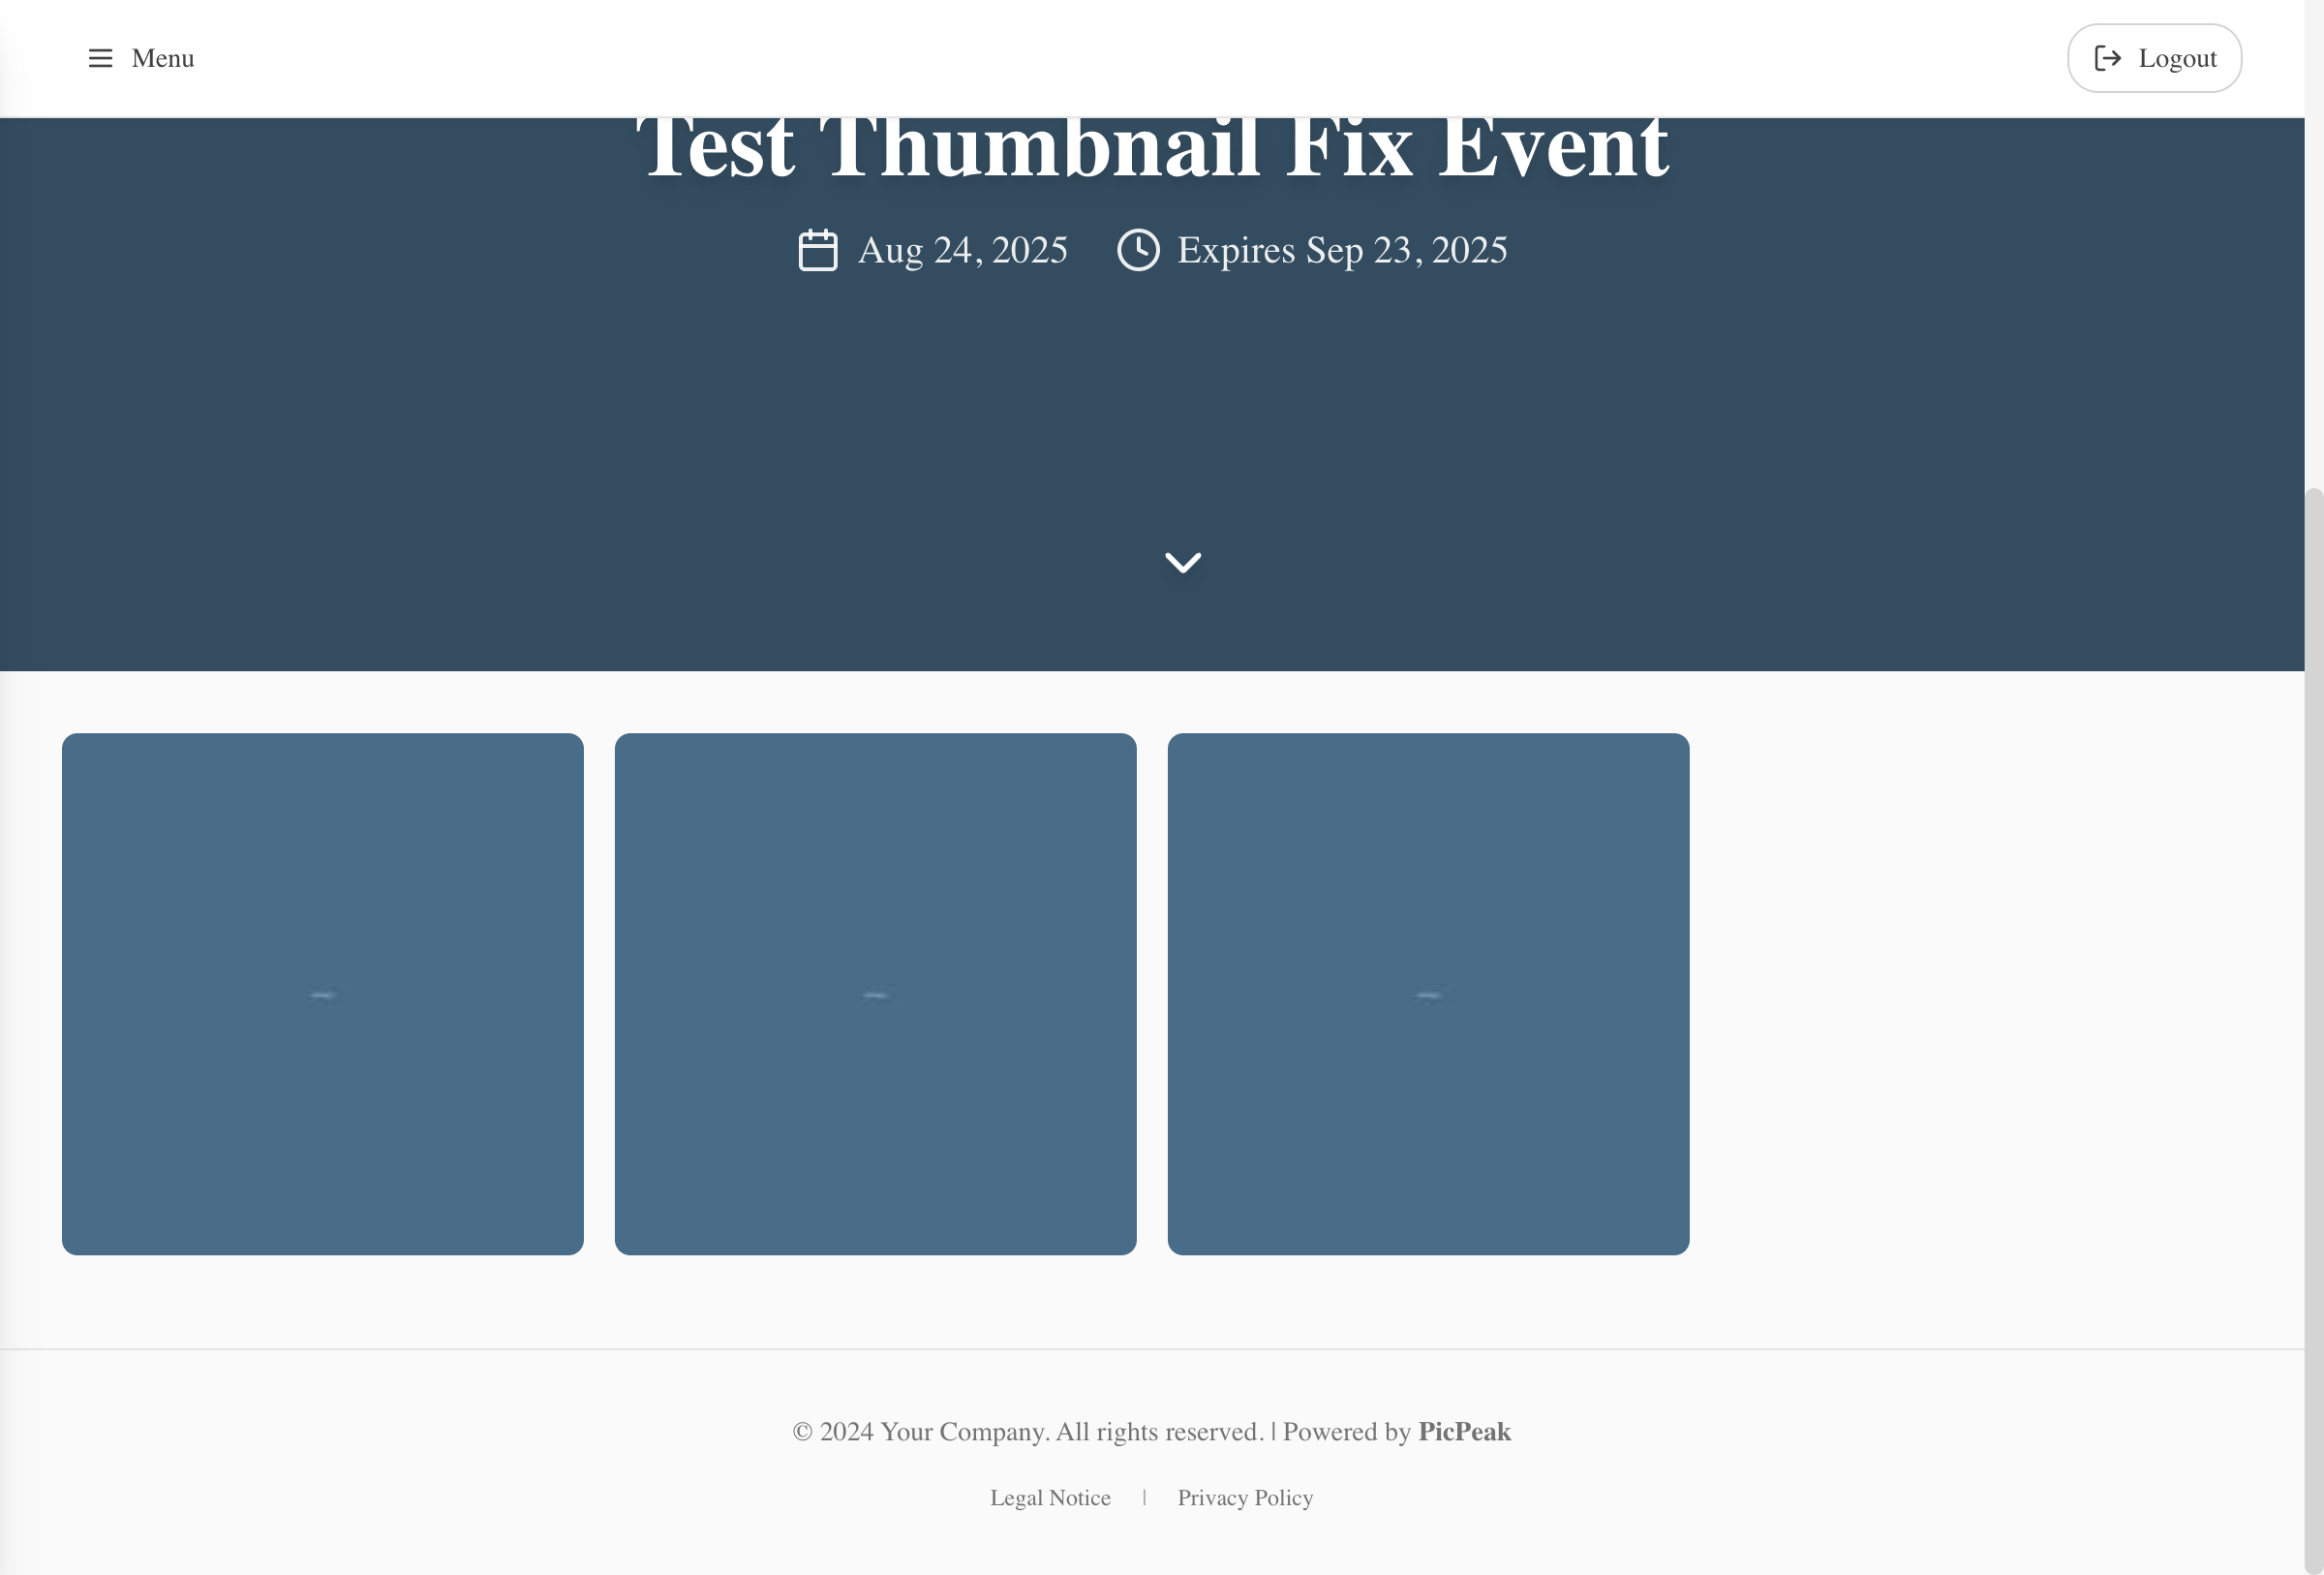 Menu
Logout
Test Thumbnail Fix Event
Aug 24, 2025 Expires Sep 23, 2025
© 2024 Your Company. All rights reserved. | Powered by PicPeak
Legal Notice | Privacy Policy